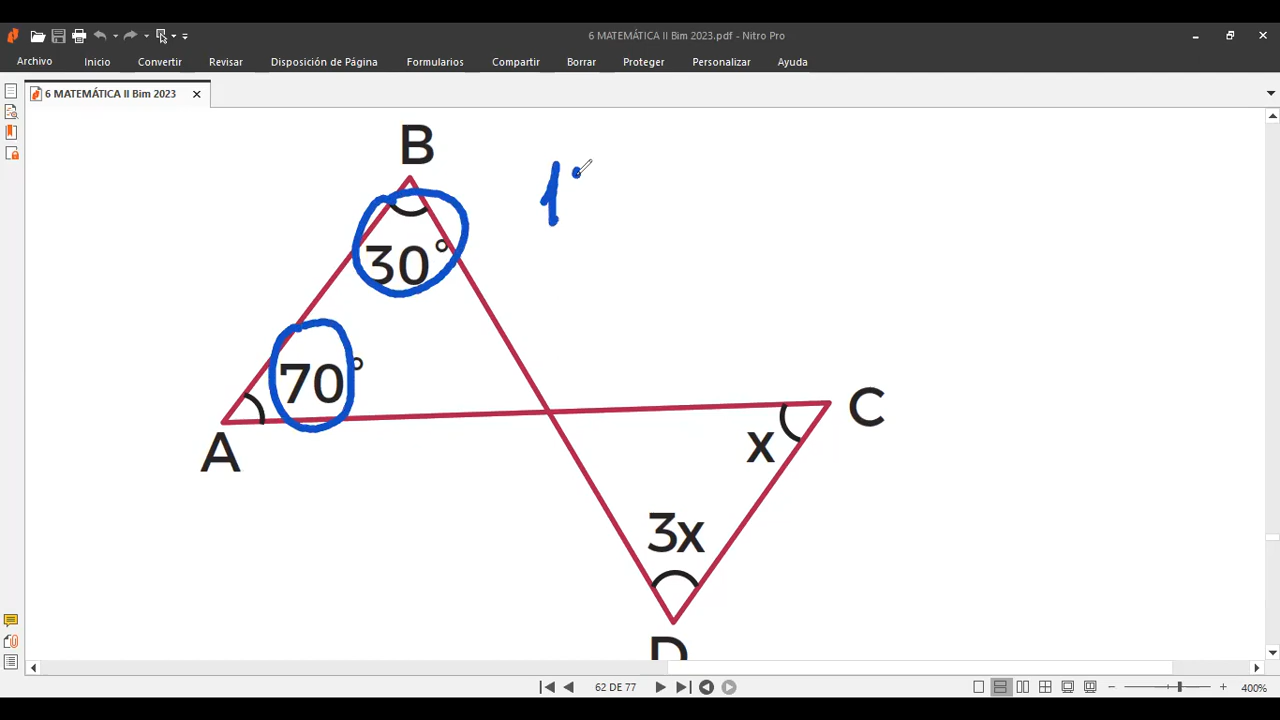 6 MATEMÁTICA II Bim 2023.pdf - Nitro Pro
Archivo Inicio Convertir Revisar Disposición de Página Formularios Compartir Borrar Proteger Personalizar Ayuda
6 MATEMÁTICA II Bim 2023
B
1
30°
70°
A
C
x
3x
D
62 DE 77
400%